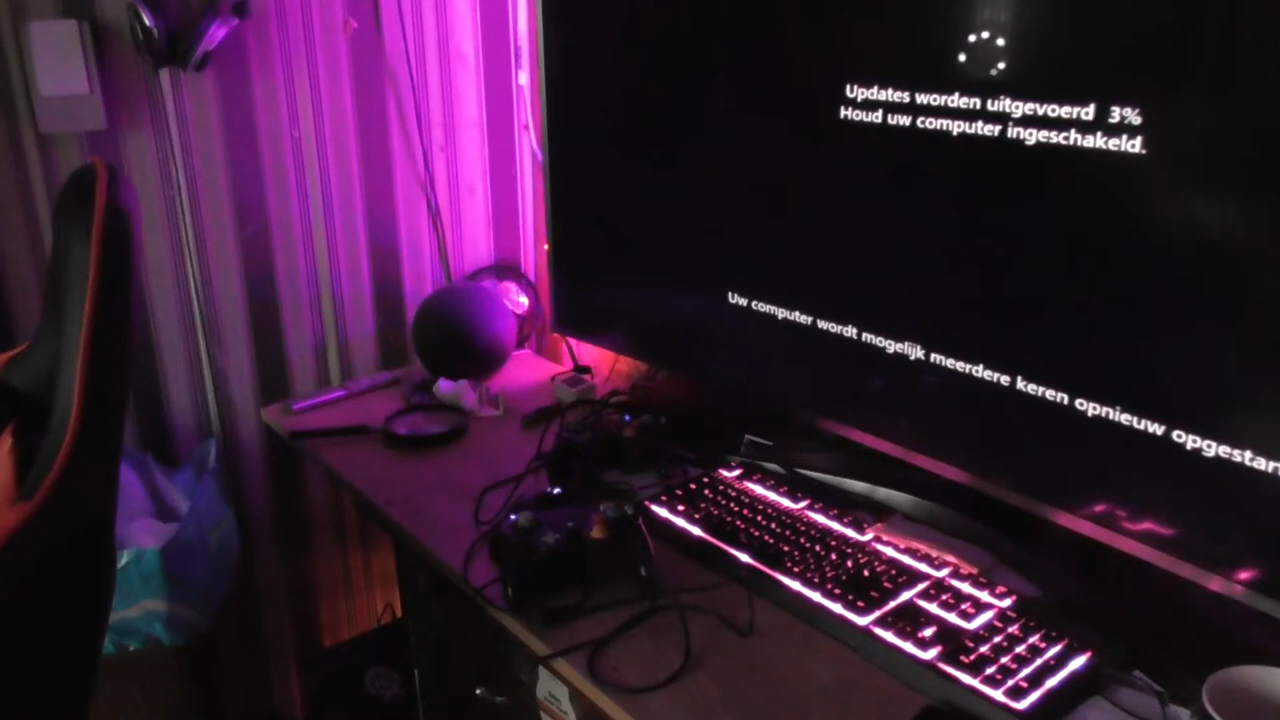 Updates worden uitgevoerd 3%
Houd uw computer ingeschakeld.
Uw computer wordt mogelijk meerdere keren opnieuw